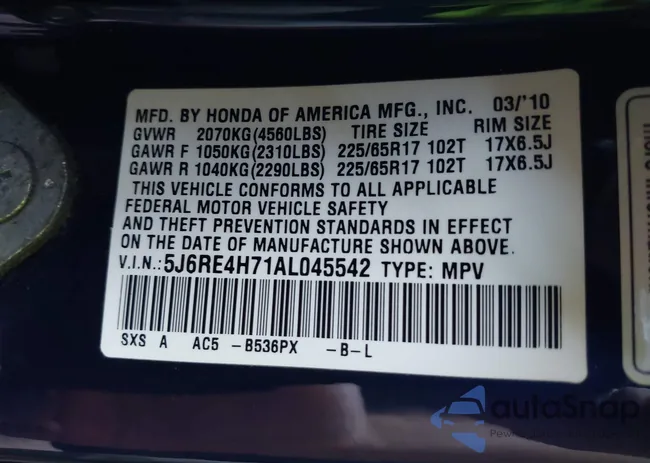 MFD. BY HONDA OF AMERICA MFG., INC. 03/'10
GVWR 2070KG(4560LBS) TIRE SIZE RIM SIZE
GAWR F 1050KG(2310LBS) 225/65R17 102T 17X6.5J
GAWR R 1040KG(2290LBS) 225/65R17 102T 17X6.5J
THIS VEHICLE CONFORMS TO ALL APPLICABLE
FEDERAL MOTOR VEHICLE SAFETY
AND THEFT PREVENTION STANDARDS IN EFFECT
ON THE DATE OF MANUFACTURE SHOWN ABOVE.
V.I.N.:5J6RE4H71AL045542 TYPE: MPV
SXS A AC5 -B536PX -B-L
autoSnap